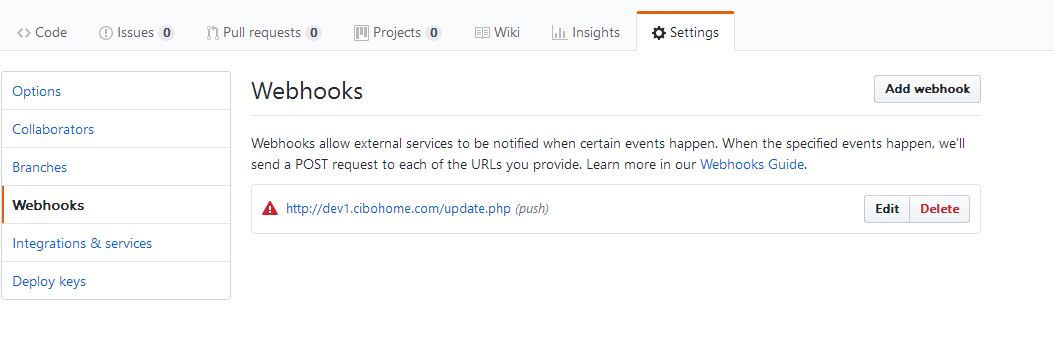 Code Issues 0 Pull requests 0 Projects 0 Wiki Insights Settings
Options
Collaborators
Branches
Webhooks
Integrations & services
Deploy keys
Webhooks
Add webhook
Webhooks allow external services to be notified when certain events happen. When the specified events happen, we’ll
send a POST request to each of the URLs you provide. Learn more in our Webhooks Guide.
http://dev1.cibohome.com/update.php (push)
Edit Delete